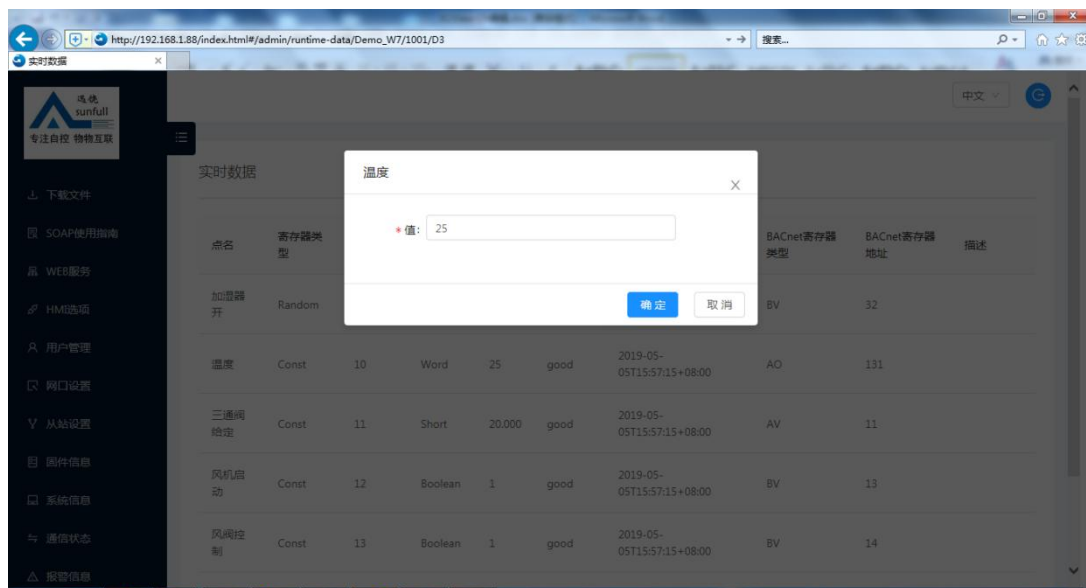 http://192.168.1.88/index.html#/admin/runtime-data/Demo_W7/1001/D3
搜索...
实时数据
sunfull
专注自控 物物互联
中文
下载文件
SOAP使用指南
WEB服务
HMI选项
用户管理
网口设置
从站设置
固件信息
系统信息
通信状态
报警信息
实时数据
温度
* 值: 25
确定 取消
点名 寄存器类型 BACnet寄存器类型 BACnet寄存器地址 描述
加湿器开 Random BV 32
温度 Const 10 Word 25 good 2019-05-05T15:57:15+08:00 AO 131
三通阀给定 Const 11 Short 20.000 good 2019-05-05T15:57:15+08:00 AV 11
风机启动 Const 12 Boolean 1 good 2019-05-05T15:57:15+08:00 BV 13
风阀控制 Const 13 Boolean 1 good 2019-05-05T15:57:15+08:00 BV 14